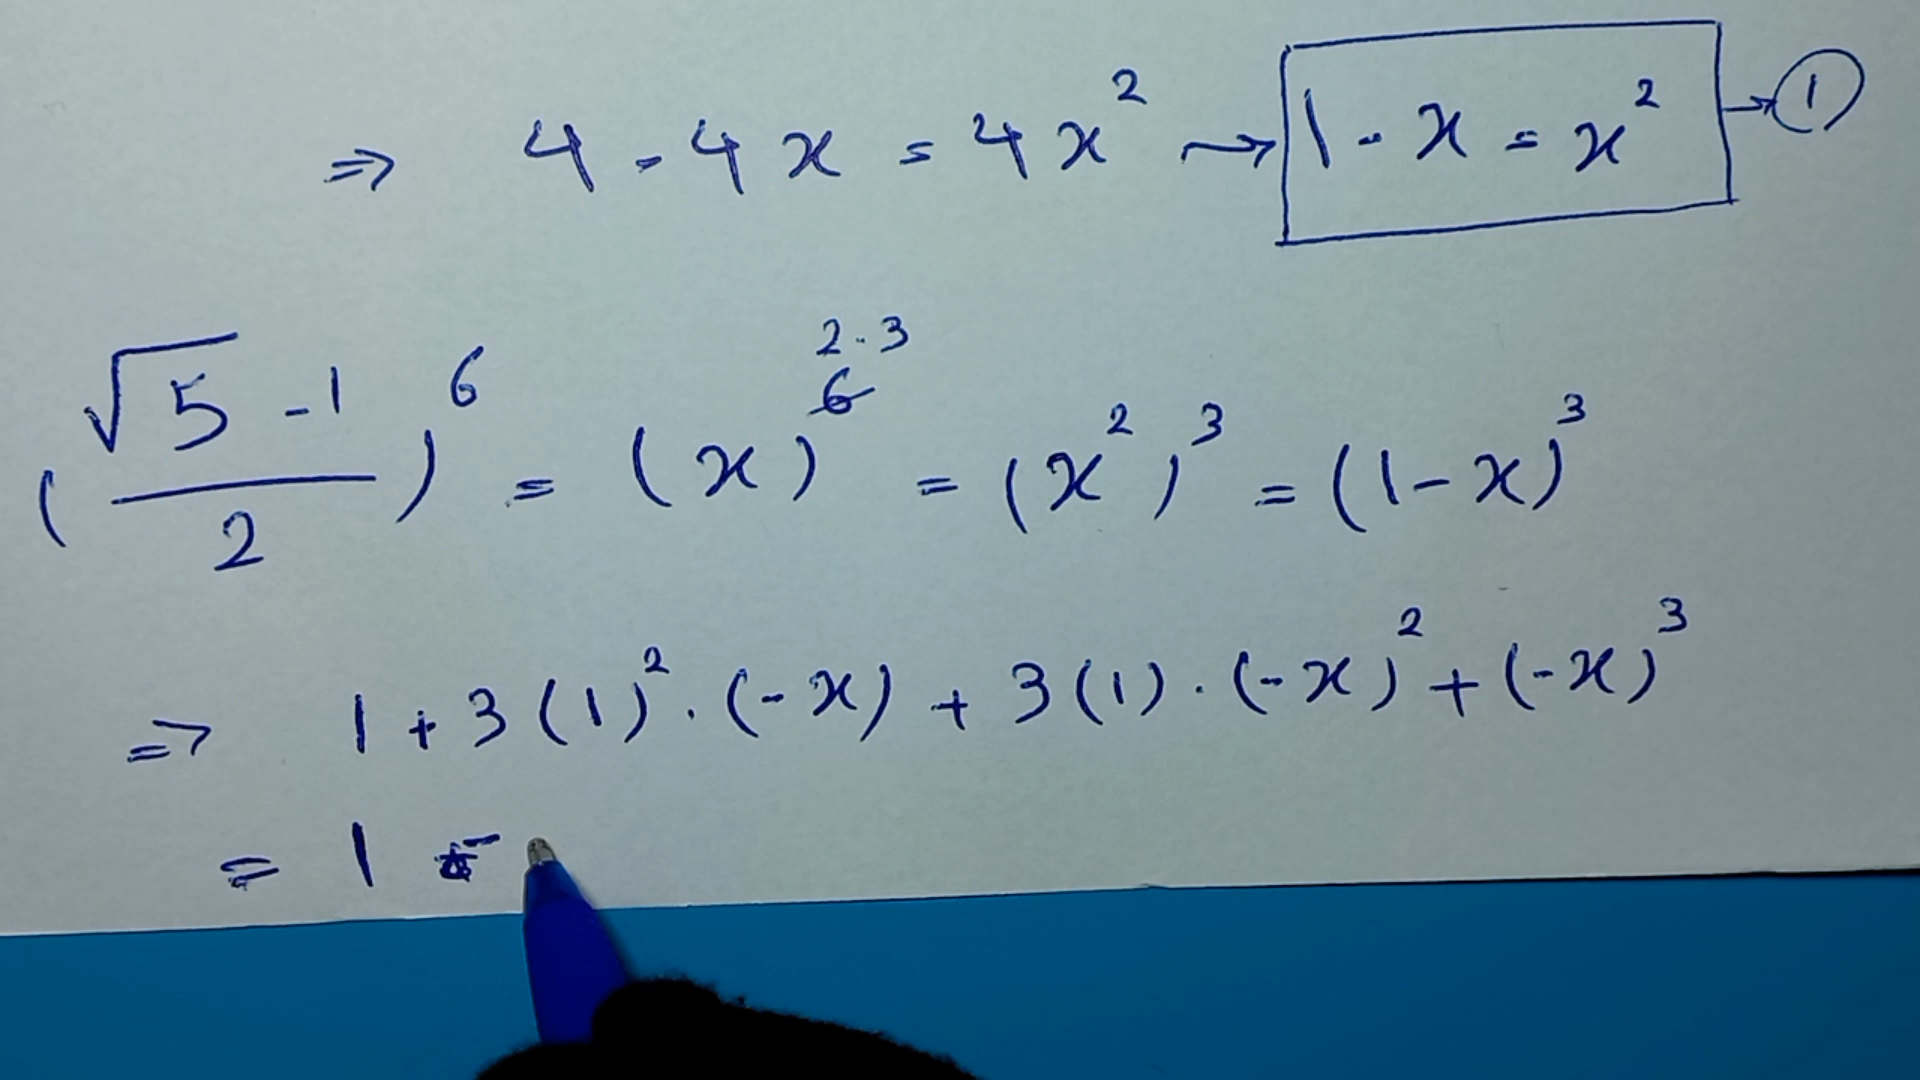 ⇒ 4 - 4x = 4x² → 1 - x = x² → ①
(√5 - 1 / 2)⁶ = (x)⁶ ²·³ = (x²)³ = (1 - x)³
⇒ 1 + 3(1)² · (-x) + 3(1) · (-x)² + (-x)³
= 1 -